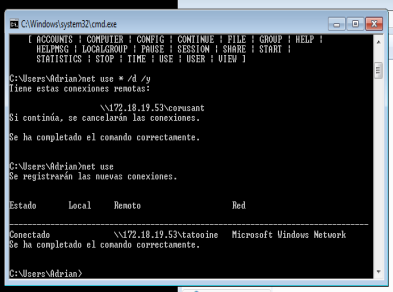 C:\Windows\system32\cmd.exe
[ ACCOUNTS ¦ COMPUTER ¦ CONFIG ¦ CONTINUE ¦ FILE ¦ GROUP ¦ HELP ¦
HELPMSG ¦ LOCALGROUP ¦ PAUSE ¦ SESSION ¦ SHARE ¦ START ¦
STATISTICS ¦ STOP ¦ TIME ¦ USE ¦ USER ¦ VIEW ]
C:\Users\Adrian>net use * /d /y
Tiene estas conexiones remotas:
\\172.18.19.53\corusant
Si continúa, se cancelarán las conexiones.
Se ha completado el comando correctamente.
C:\Users\Adrian>net use
Se registrarán las nuevas conexiones.
Estado Local Remoto Red
Conectado \\172.18.19.53\tatooine Microsoft Windows Network
Se ha completado el comando correctamente.
C:\Users\Adrian>